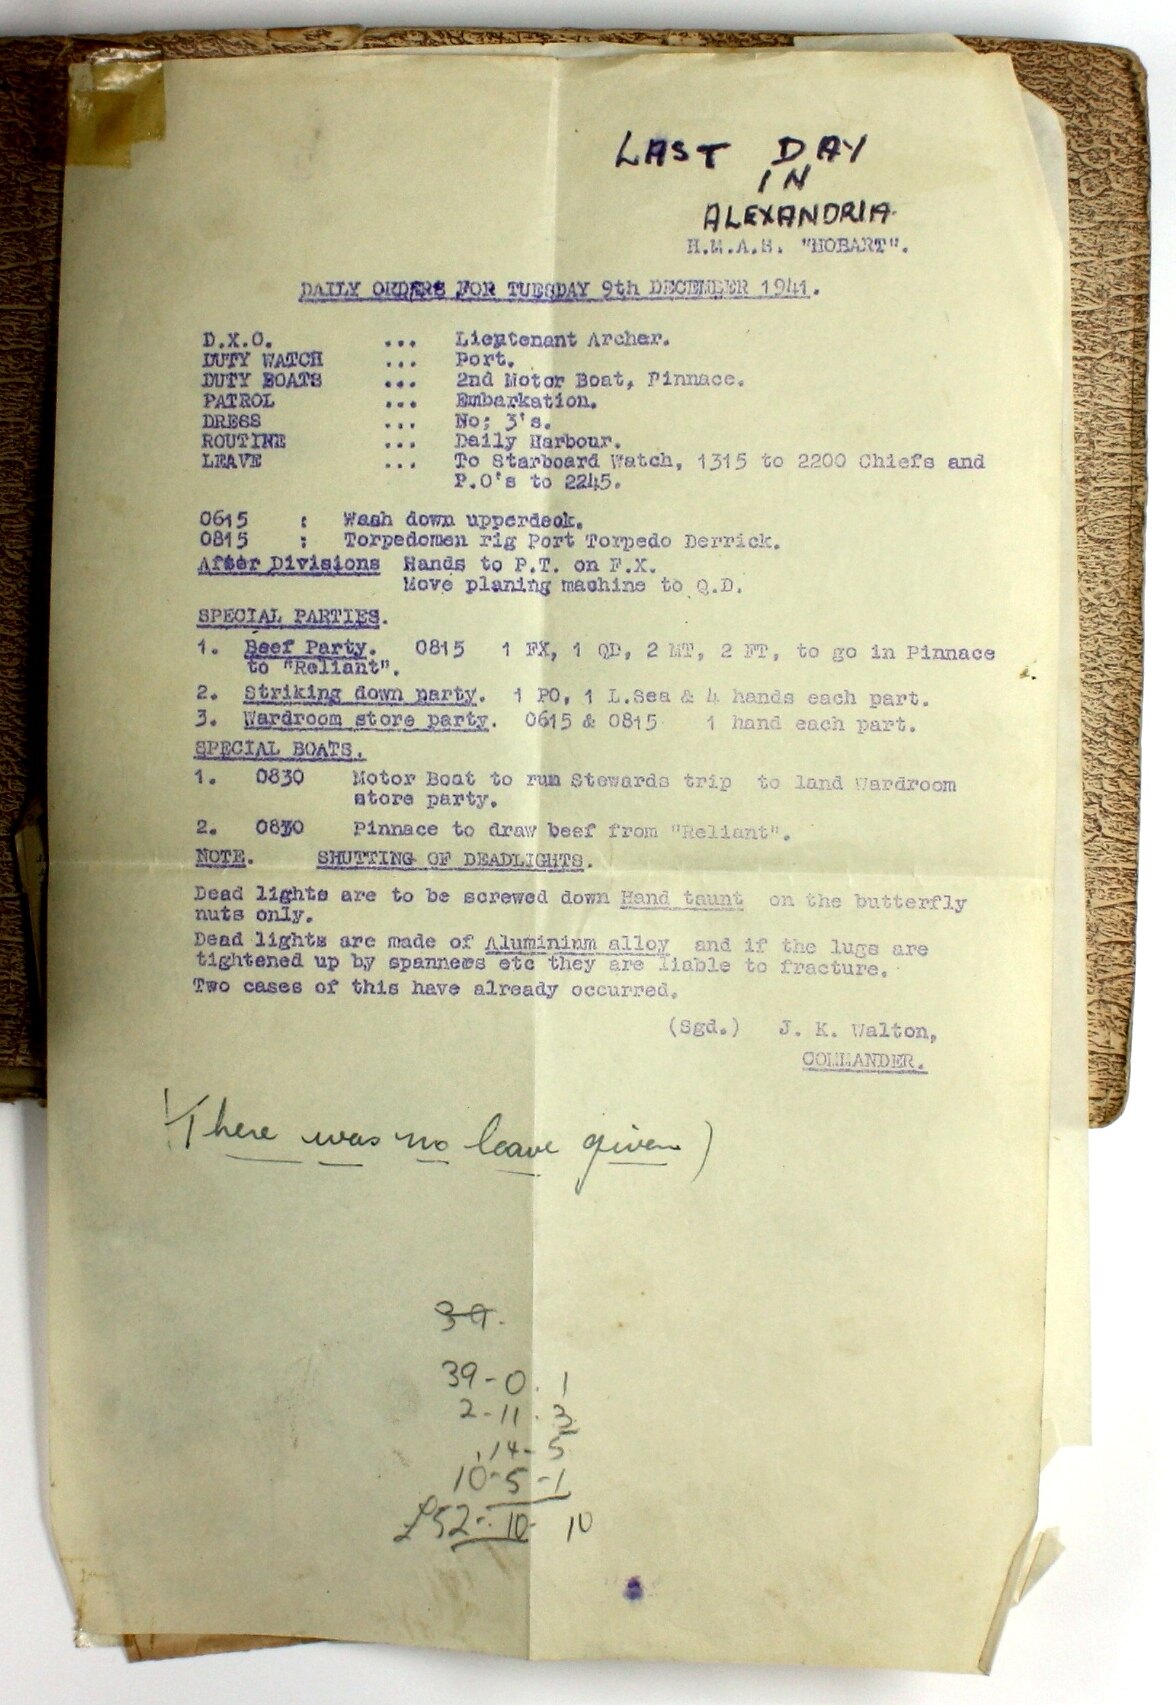 LAST DAY
IN
ALEXANDRIA
H.M.A.S. "HOBART".
DAILY ORDERS FOR TUESDAY 9th DECEMBER 1941.
D.X.O. ... Lieutenant Archer.
DUTY WATCH ... Port.
DUTY BOATS ... 2nd Motor Boat, Pinnace.
PATROL ... Embarkation.
DRESS ... No; 3's.
ROUTINE ... Daily Harbour.
LEAVE ... To Starboard Watch, 1315 to 2200 Chiefs and
P.O's to 2245.
0615 : Wash down upperdeck.
0815 : Torpedomen rig Port Torpedo Derrick.
After Divisions Hands to P.T. on F.X.
Move planing machine to Q.D.
SPECIAL PARTIES.
1. Beef Party. 0815 1 FX, 1 QD, 2 MT, 2 FT, to go in Pinnace
to "Reliant".
2. Striking down party. 1 PO, 1 L.Sea & 4 hands each part.
3. Wardroom store party. 0615 & 0815 1 hand each part.
SPECIAL BOATS.
1. 0830 Motor Boat to run Stewards trip to land Wardroom
store party.
2. 0830 Pinnace to draw beef from "Reliant".
NOTE. SHUTTING OF DEADLIGHTS.
Dead lights are to be screwed down Hand taunt on the butterfly
nuts only.
Dead lights are made of Aluminium alloy and if the lugs are
tightened up by spanners etc they are liable to fracture.
Two cases of this have already occurred.
(Sgd.) J. K. Walton,
COMMANDER.
(There was no leave given)
39.
39-0.1
2-11.3
14-5
10-5-1
£52-10-10